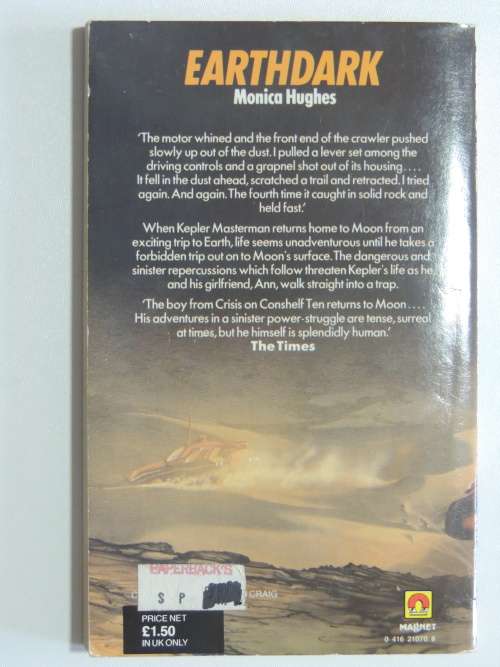 EARTHDARK
Monica Hughes
'The motor whined and the front end of the crawler pushed
slowly up out of the dust. I pulled a lever set among the
driving controls and a grapnel shot out of its housing....
It fell in the dust ahead, scratched a trail and retracted. I tried
again. And again. The fourth time it caught in solid rock and
held fast.'
When Kepler Masterman returns home to Moon from an
exciting trip to Earth, life seems unadventurous until he takes a
forbidden trip out on to Moon's surface. The dangerous and
sinister repercussions which follow threaten Kepler's life as he
and his girlfriend, Ann, walk straight into a trap.
'The boy from Crisis on Conshelf Ten returns to Moon....
His adventures in a sinister power-struggle are tense, surreal
at times, but he himself is splendidly human.'
The Times
PAPERBACKS
S P
CRAIG
PRICE NET
£1.50
IN UK ONLY
MAGNET
0 416 21070 8